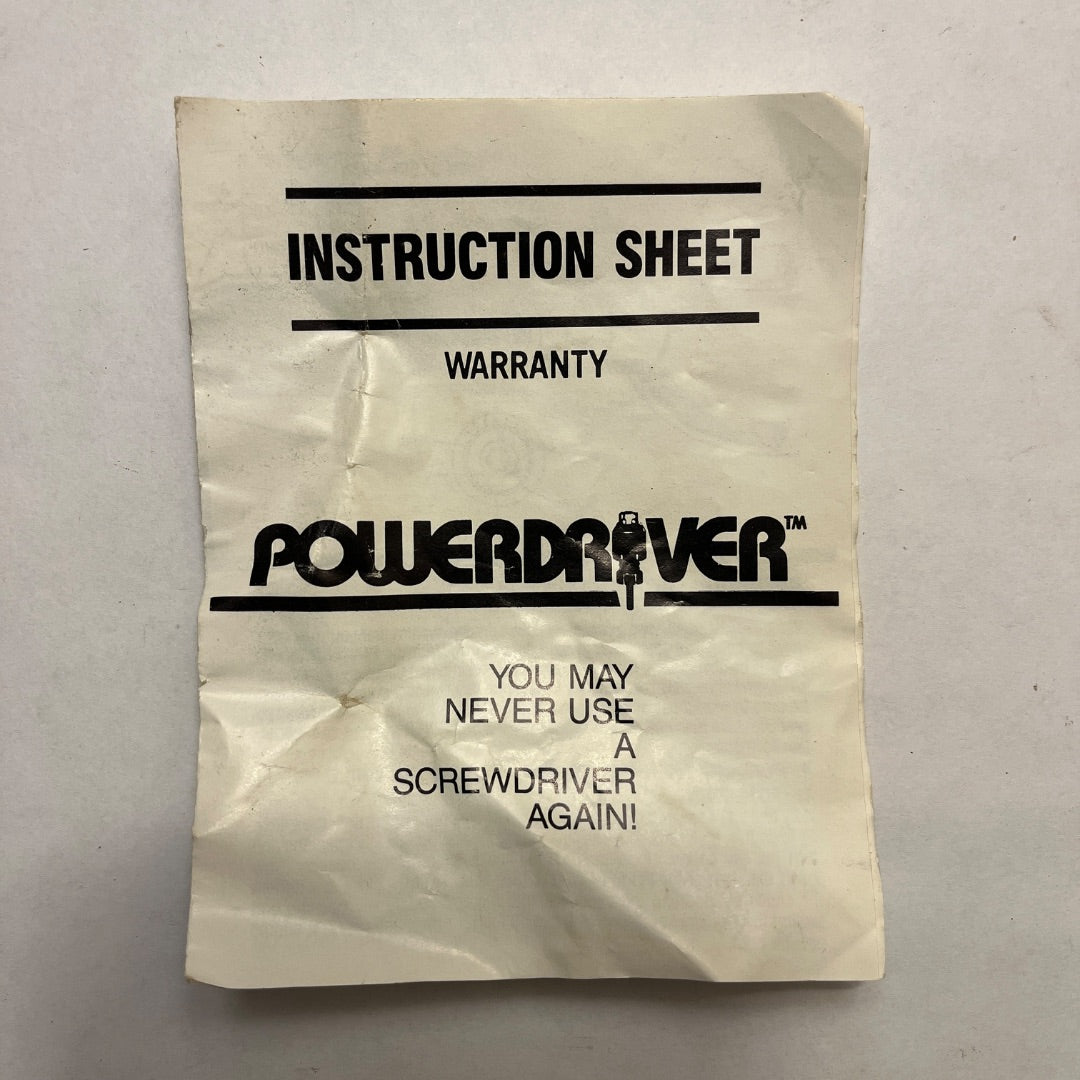 INSTRUCTION SHEET
WARRANTY
POWERDRIVER™
YOU MAY
NEVER USE
A
SCREWDRIVER
AGAIN!